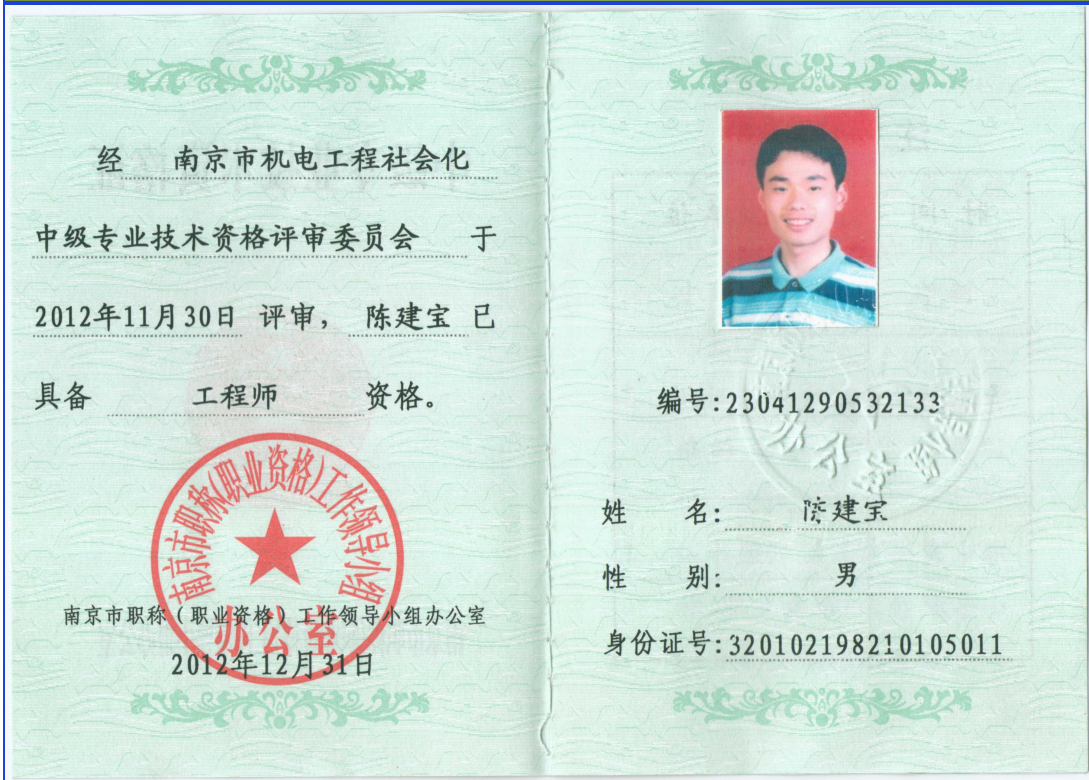 经 南京市机电工程社会化
中级专业技术资格评审委员会 于
2012年11月30日 评审， 陈建宝 已
具备 工程师 资格。
南京市职称(职业资格)工作领导小组
办公室
南京市职称（职业资格）工作领导小组办公室
2012年12月31日
编号:23041290532133
姓 名: 陈建宝
性 别: 男
身份证号:320102198210105011